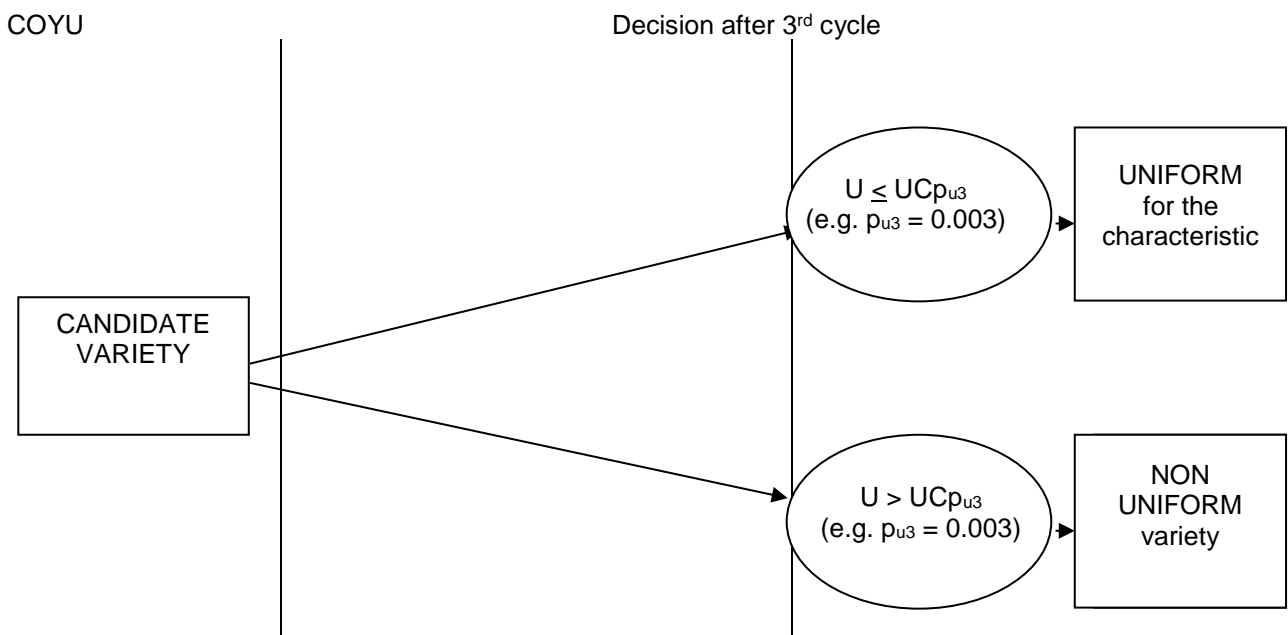 COYU
Decision after 3rd cycle
CANDIDATE
VARIETY
U ≤ UCpu3
(e.g. pu3 = 0.003)
UNIFORM
for the
characteristic
U > UCpu3
(e.g. pu3 = 0.003)
NON
UNIFORM
variety